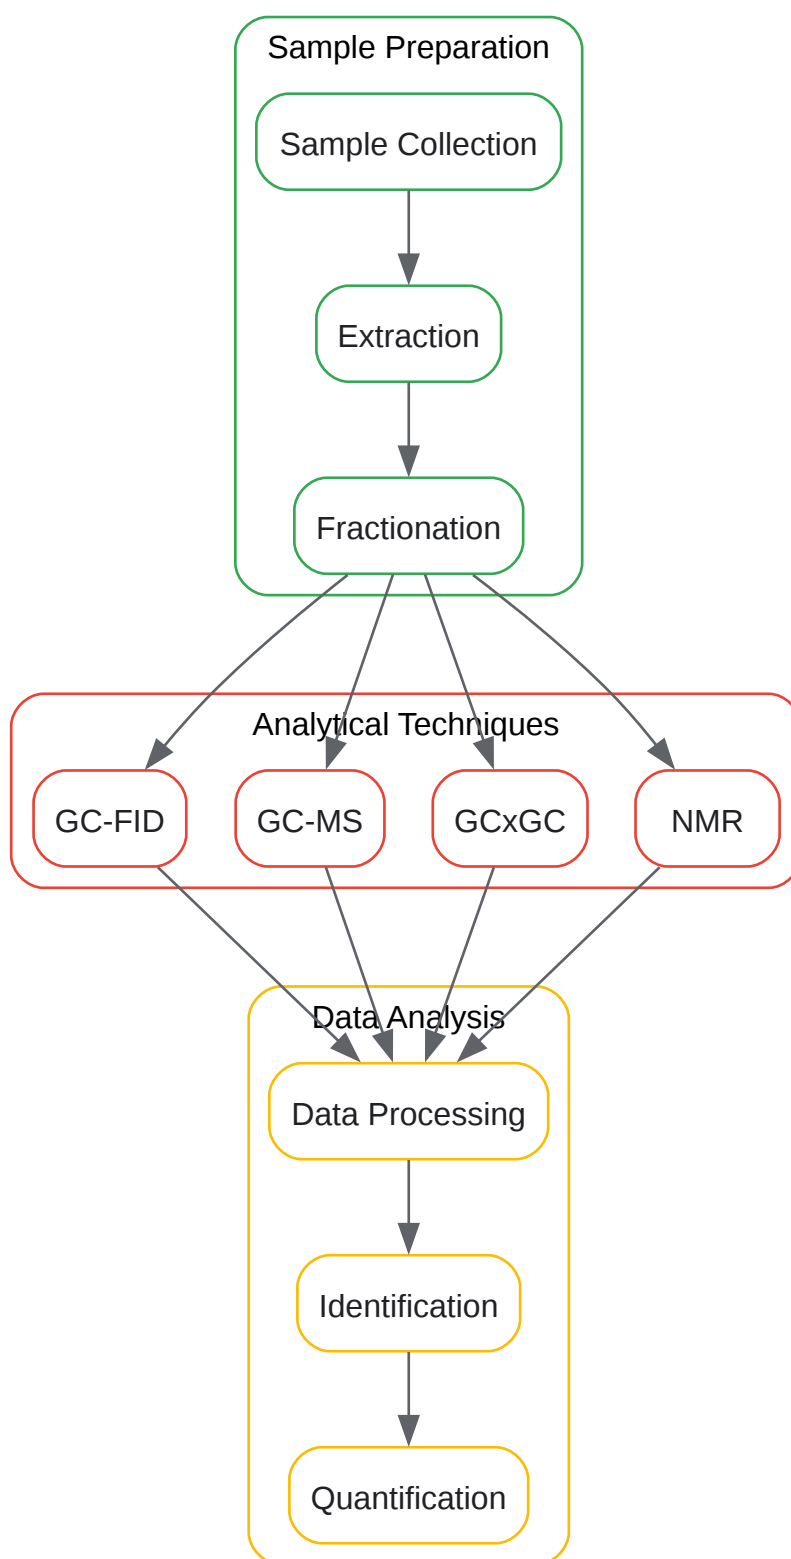 Sample Preparation
Sample Collection
Extraction
Fractionation
Analytical Techniques
GC-FID
GC-MS
GCxGC
NMR
Data Analysis
Data Processing
Identification
Quantification